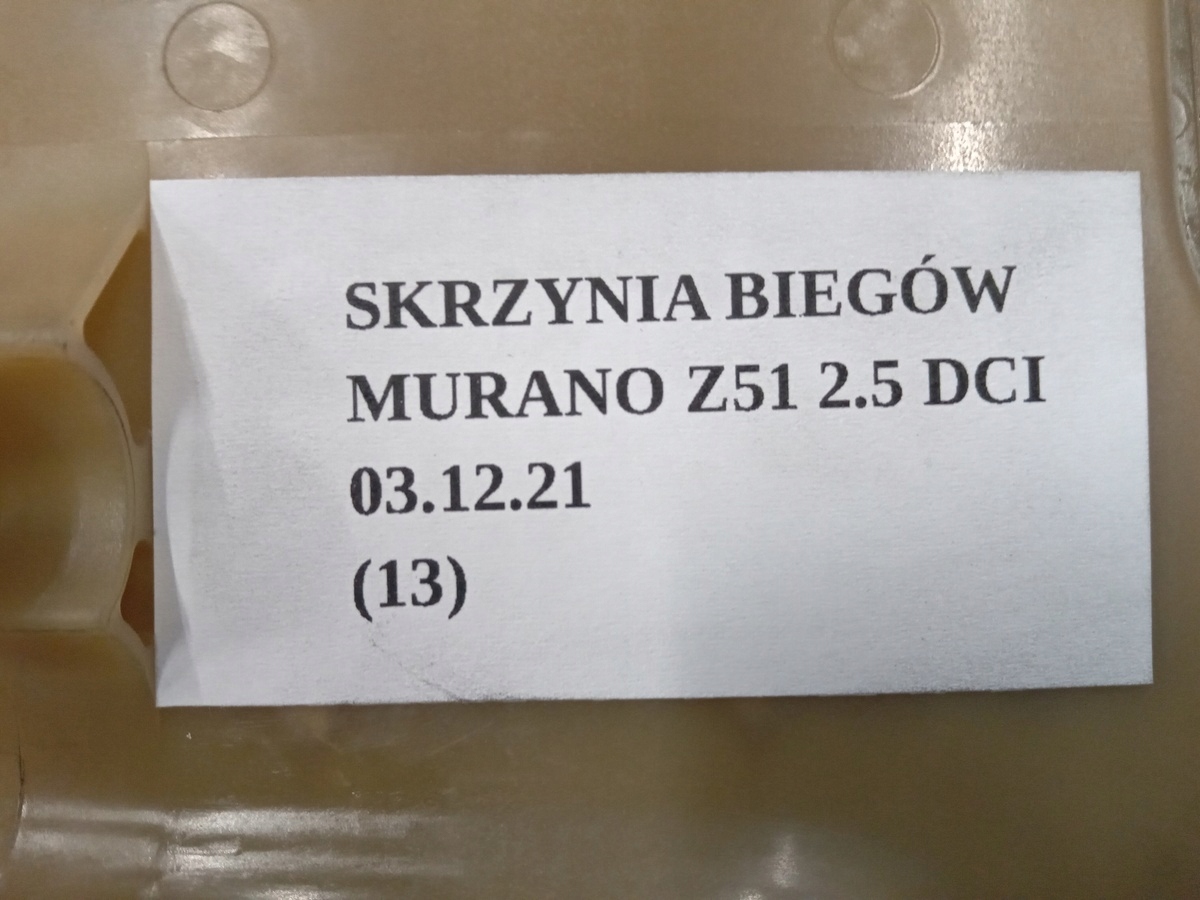 SKRZYNIA BIEGÓW
MURANO Z51 2.5 DCI
03.12.21
(13)